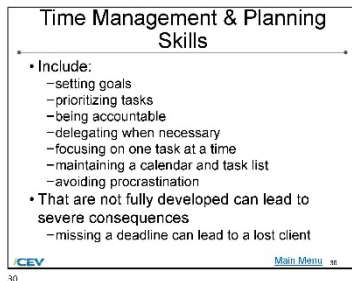 Time Management & Planning
Skills
• Include:
–setting goals
–prioritizing tasks
–being accountable
–delegating when necessary
–focusing on one task at a time
–maintaining a calendar and task list
–avoiding procrastination
• That are not fully developed can lead to
severe consequences
–missing a deadline can lead to a lost client
iCEV Main Menu 30
30